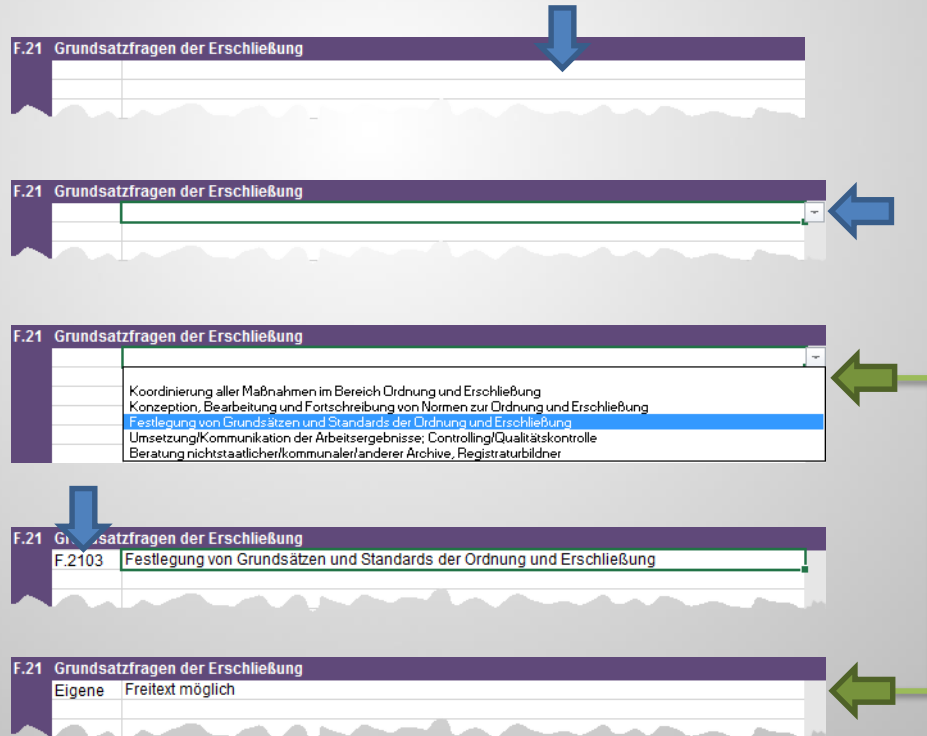 F.21 Grundsatzfragen der Erschließung
F.21 Grundsatzfragen der Erschließung
F.21 Grundsatzfragen der Erschließung
Koordinierung aller Maßnahmen im Bereich Ordnung und Erschließung
Konzeption, Bearbeitung und Fortschreibung von Normen zur Ordnung und Erschließung
Festlegung von Grundsätzen und Standards der Ordnung und Erschließung
Umsetzung/Kommunikation der Arbeitsergebnisse; Controlling/Qualitätskontrolle
Beratung nichtstaatlicher/kommunaler/anderer Archive, Registraturbildner
F.21 Grundsatzfragen der Erschließung
F.2103 Festlegung von Grundsätzen und Standards der Ordnung und Erschließung
F.21 Grundsatzfragen der Erschließung
Eigene Freitext möglich